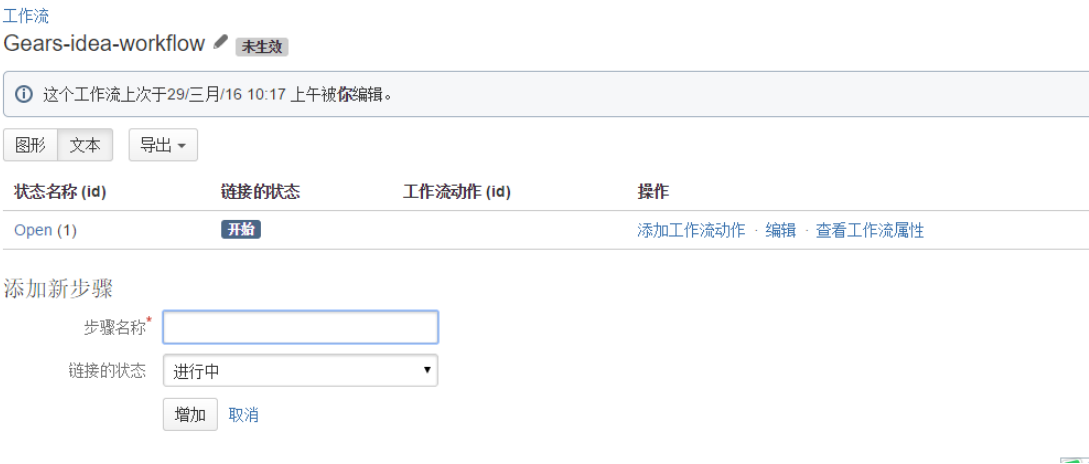 工作流
Gears-idea-workflow 未生效
这个工作流上次于29/三月/16 10:17 上午被你编辑。
图形 文本 导出
状态名称 (id) 链接的状态 工作流动作 (id) 操作
Open (1) 开始 添加工作流动作 · 编辑 · 查看工作流属性
添加新步骤
步骤名称*
链接的状态 进行中
增加 取消